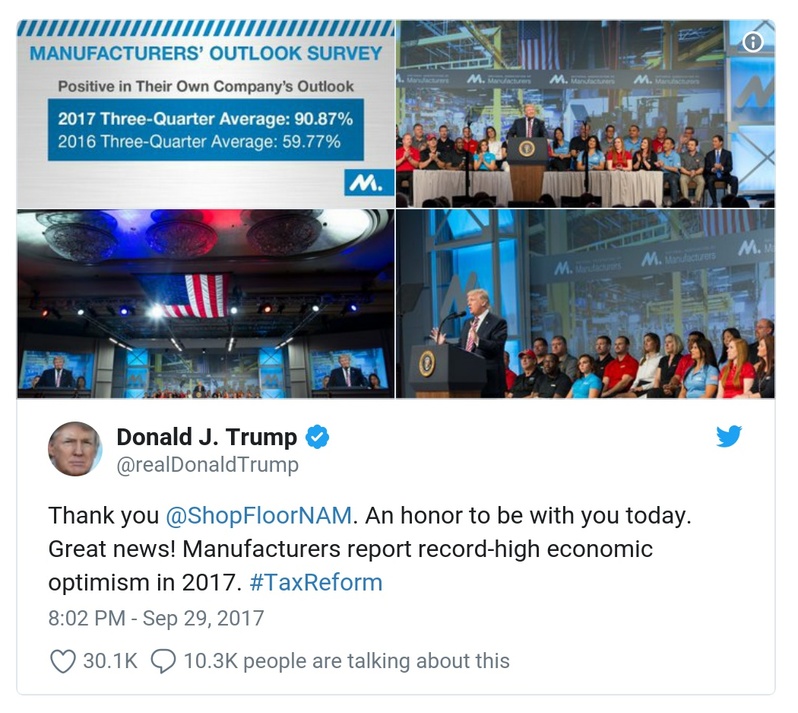 MANUFACTURERS' OUTLOOK SURVEY
Positive in Their Own Company's Outlook
2017 Three-Quarter Average: 90.87%
2016 Three-Quarter Average: 59.77%
M.
M. Manufacturers
M. Manufacturers
M. Manufacturers
M. Manufacturers
M. Manufacturers
M.
Donald J. Trump
@realDonaldTrump
Thank you @ShopFloorNAM. An honor to be with you today.
Great news! Manufacturers report record-high economic
optimism in 2017. #TaxReform
8:02 PM - Sep 29, 2017
30.1K 10.3K people are talking about this